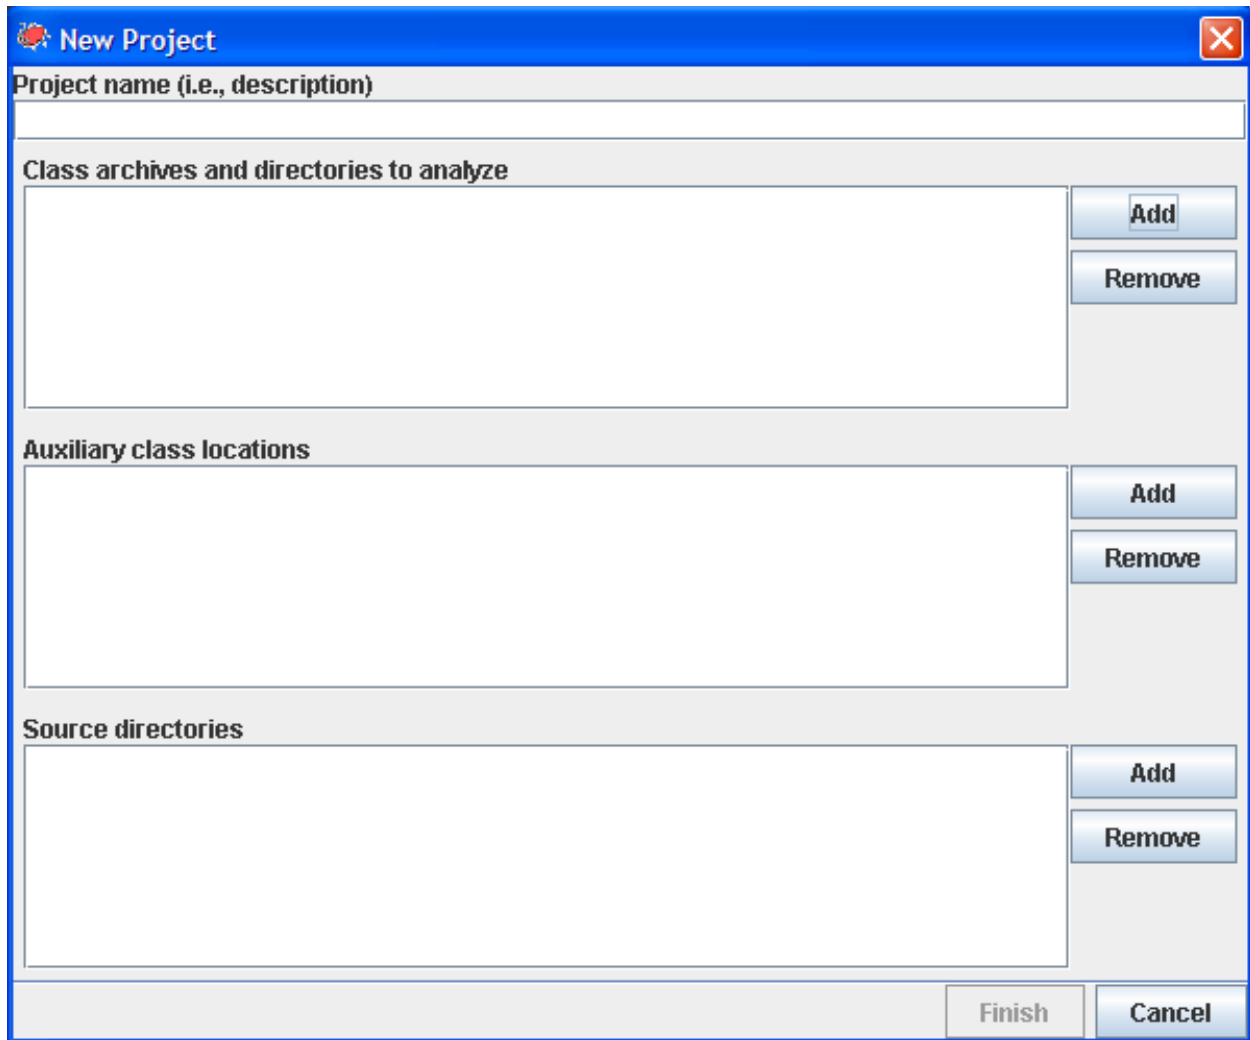 New Project
Project name (i.e., description)
Class archives and directories to analyze
Add
Remove
Auxiliary class locations
Add
Remove
Source directories
Add
Remove
Finish Cancel